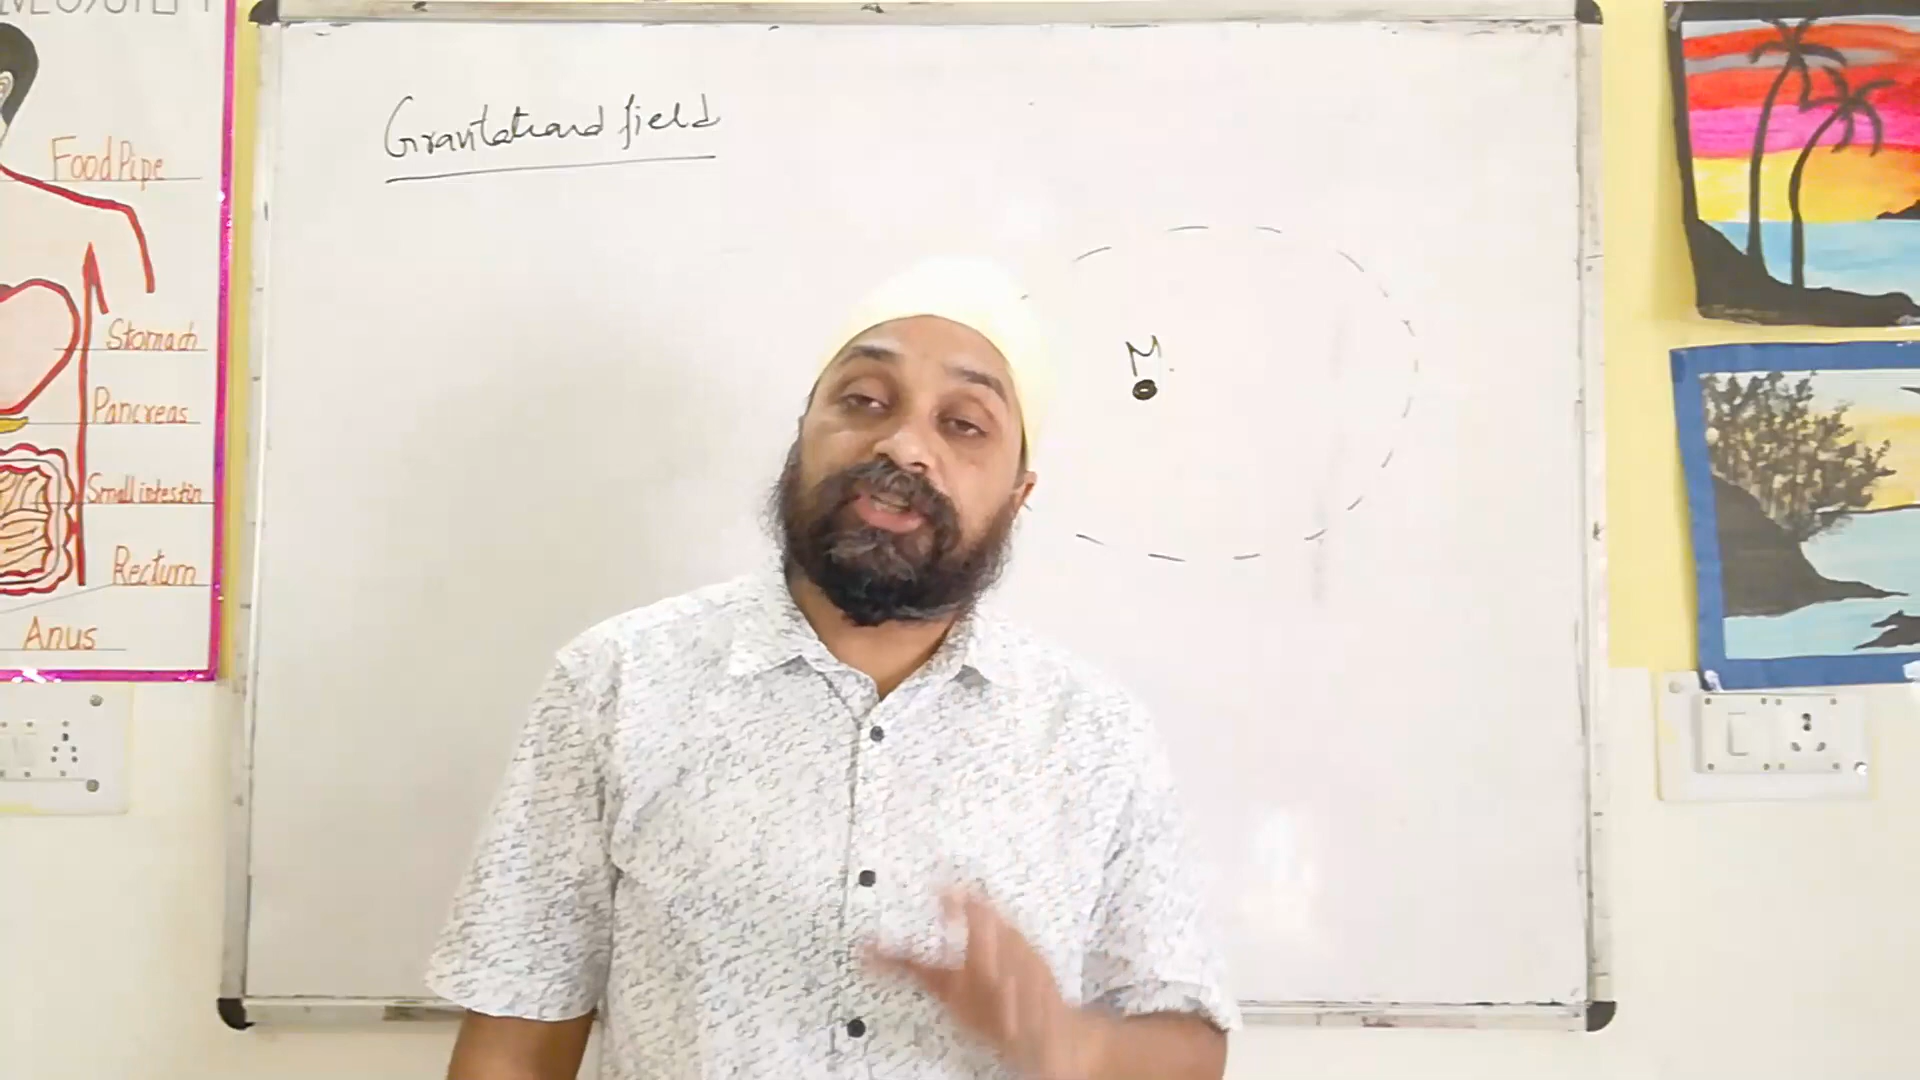 Food Pipe
Stomach
Pancreas
Small intestin
Rectum
Anus
Gravitational field
M